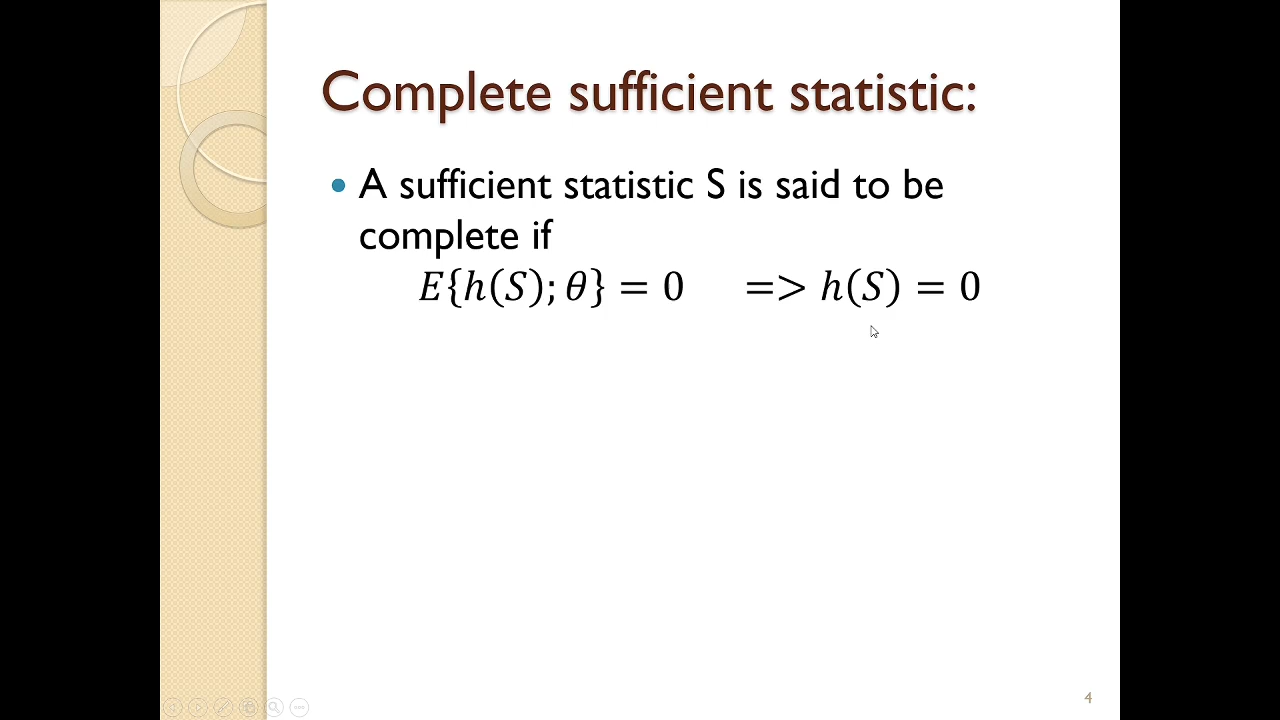 Complete sufficient statistic:
• A sufficient statistic S is said to be
complete if
E{h(S); θ} = 0 => h(S) = 0
4